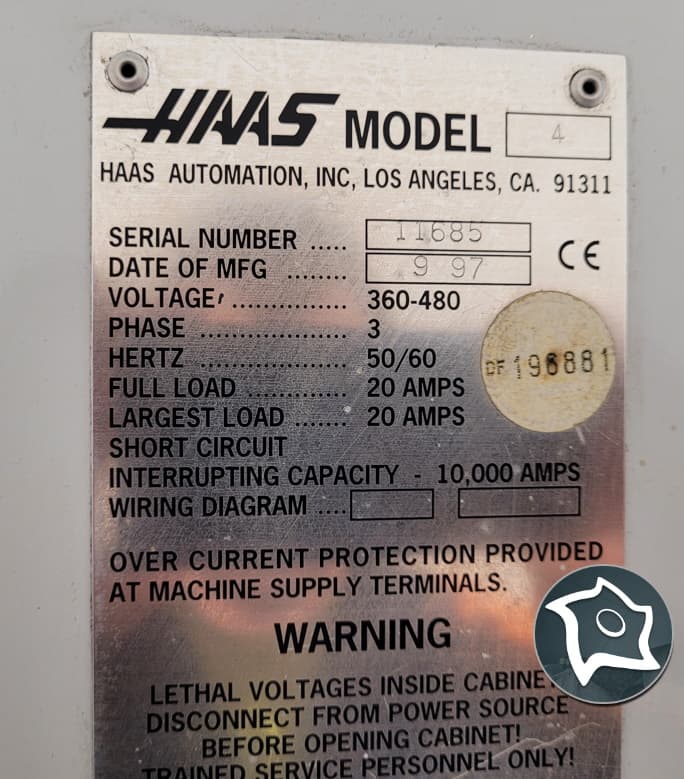 HAAS MODEL 4
HAAS AUTOMATION, INC, LOS ANGELES, CA. 91311
SERIAL NUMBER ..... 11685
DATE OF MFG ........ 9 97
CE
VOLTAGE ............... 360-480
PHASE ................... 3
HERTZ ................... 50/60
DF 196881
FULL LOAD ............. 20 AMPS
LARGEST LOAD ....... 20 AMPS
SHORT CIRCUIT
INTERRUPTING CAPACITY - 10,000 AMPS
WIRING DIAGRAM ....
OVER CURRENT PROTECTION PROVIDED
AT MACHINE SUPPLY TERMINALS.
WARNING
LETHAL VOLTAGES INSIDE
DISCONNECT FROM POWER SOURCE
BEFORE OPENING CABINET!
TRAINED SERVICE PERSONNEL ONLY!